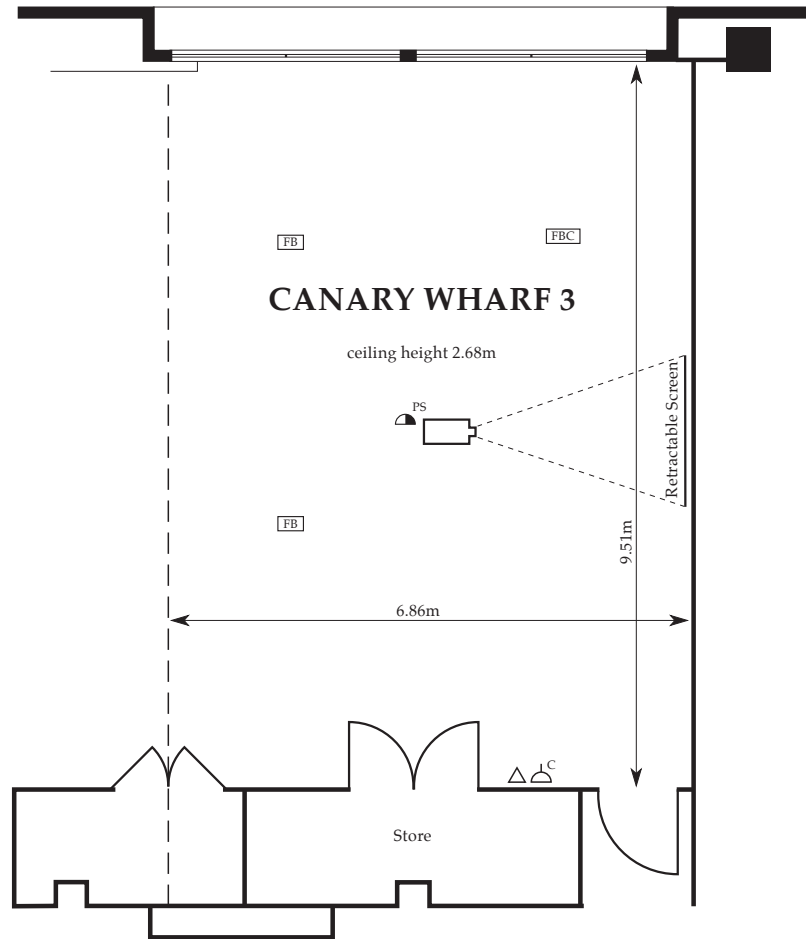 FB
FBC
CANARY WHARF 3
ceiling height 2.68m
PS
Retractable Screen
FB
9.51m
6.86m
C
Store